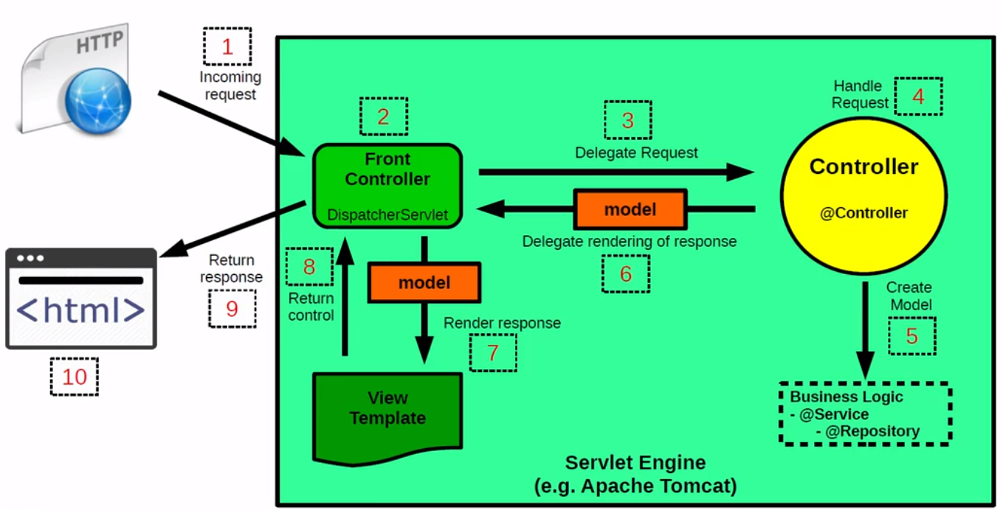 HTTP
1
Incoming
request
2
Front
Controller
DispatcherServlet
3
Delegate Request
Handle
Request
4
Controller
@Controller
model
Delegate rendering of response
6
Create
Model
5
Business Logic
- @Service
- @Repository
8
Return
control
model
Render response
7
View
Template
Return
response
9
<html>
10
Servlet Engine
(e.g. Apache Tomcat)